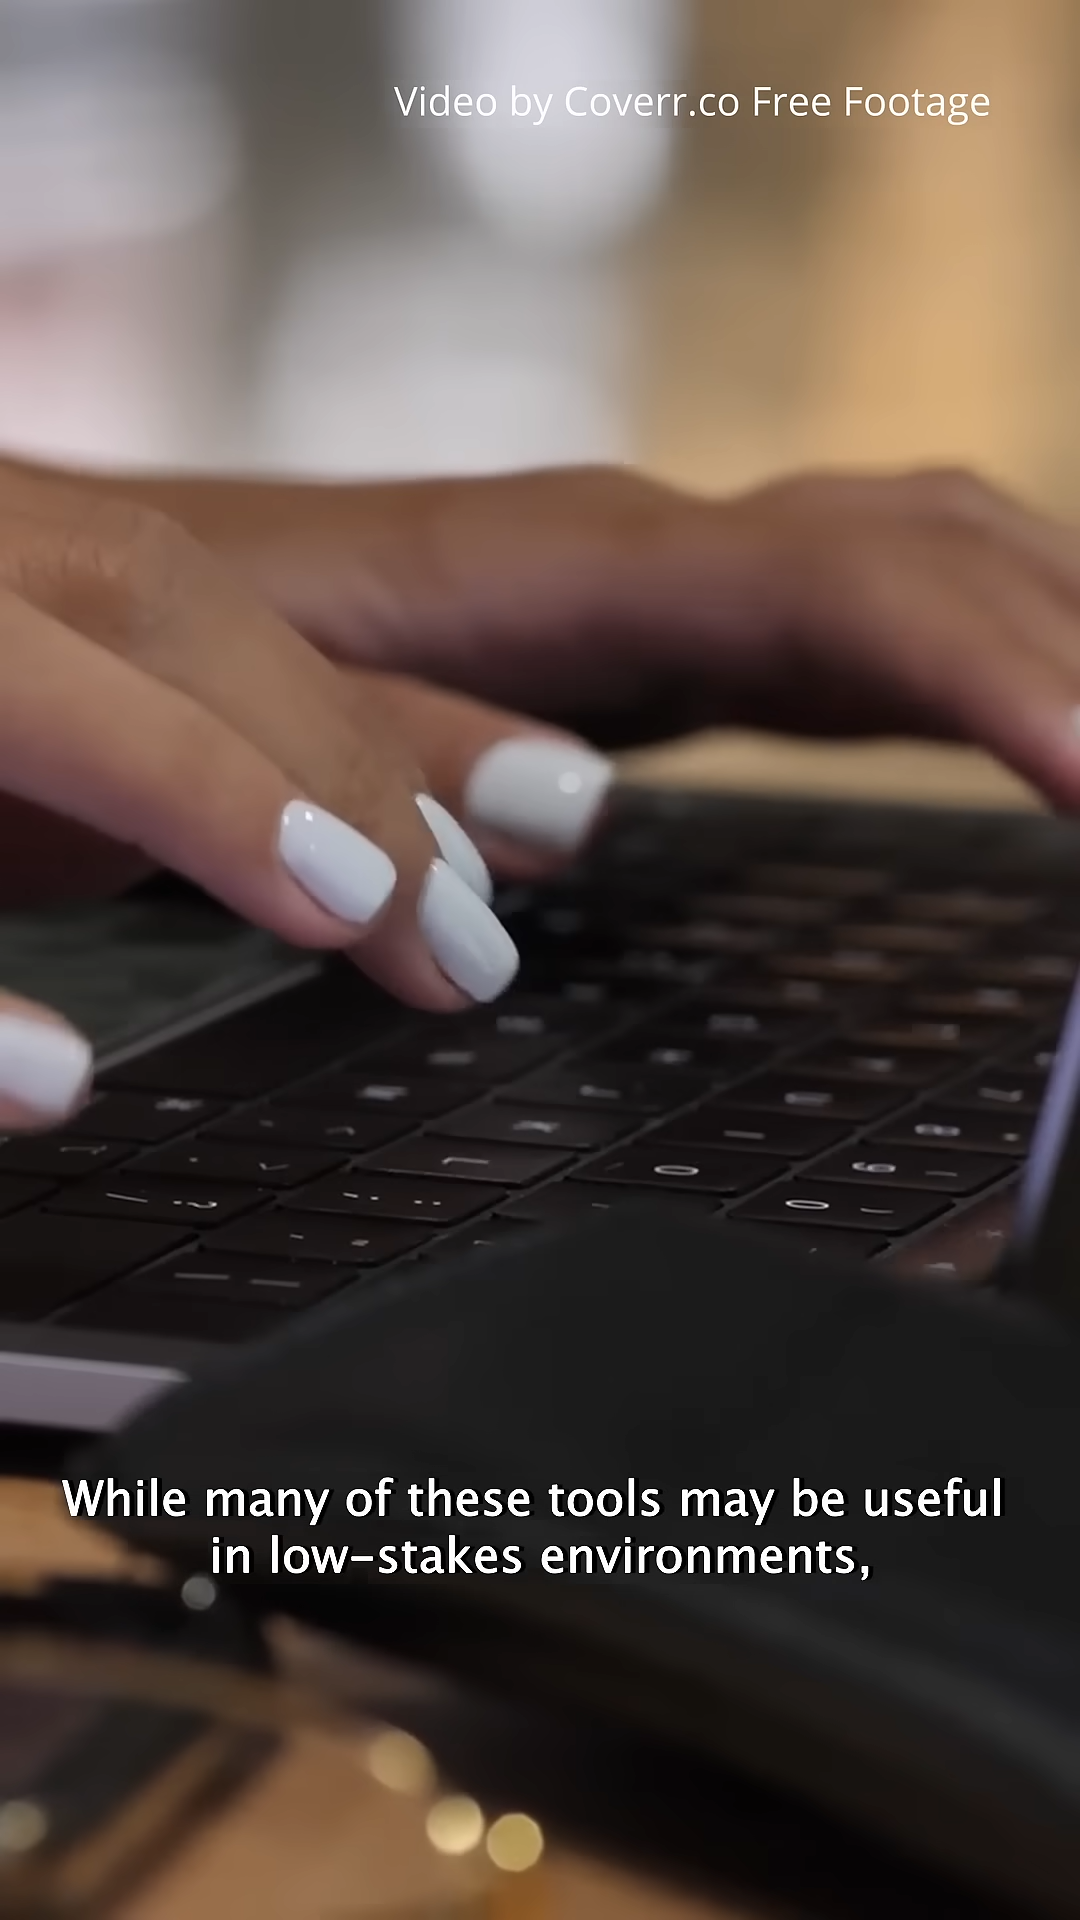 Video by Coverr.co Free Footage
While many of these tools may be useful
in low-stakes environments,